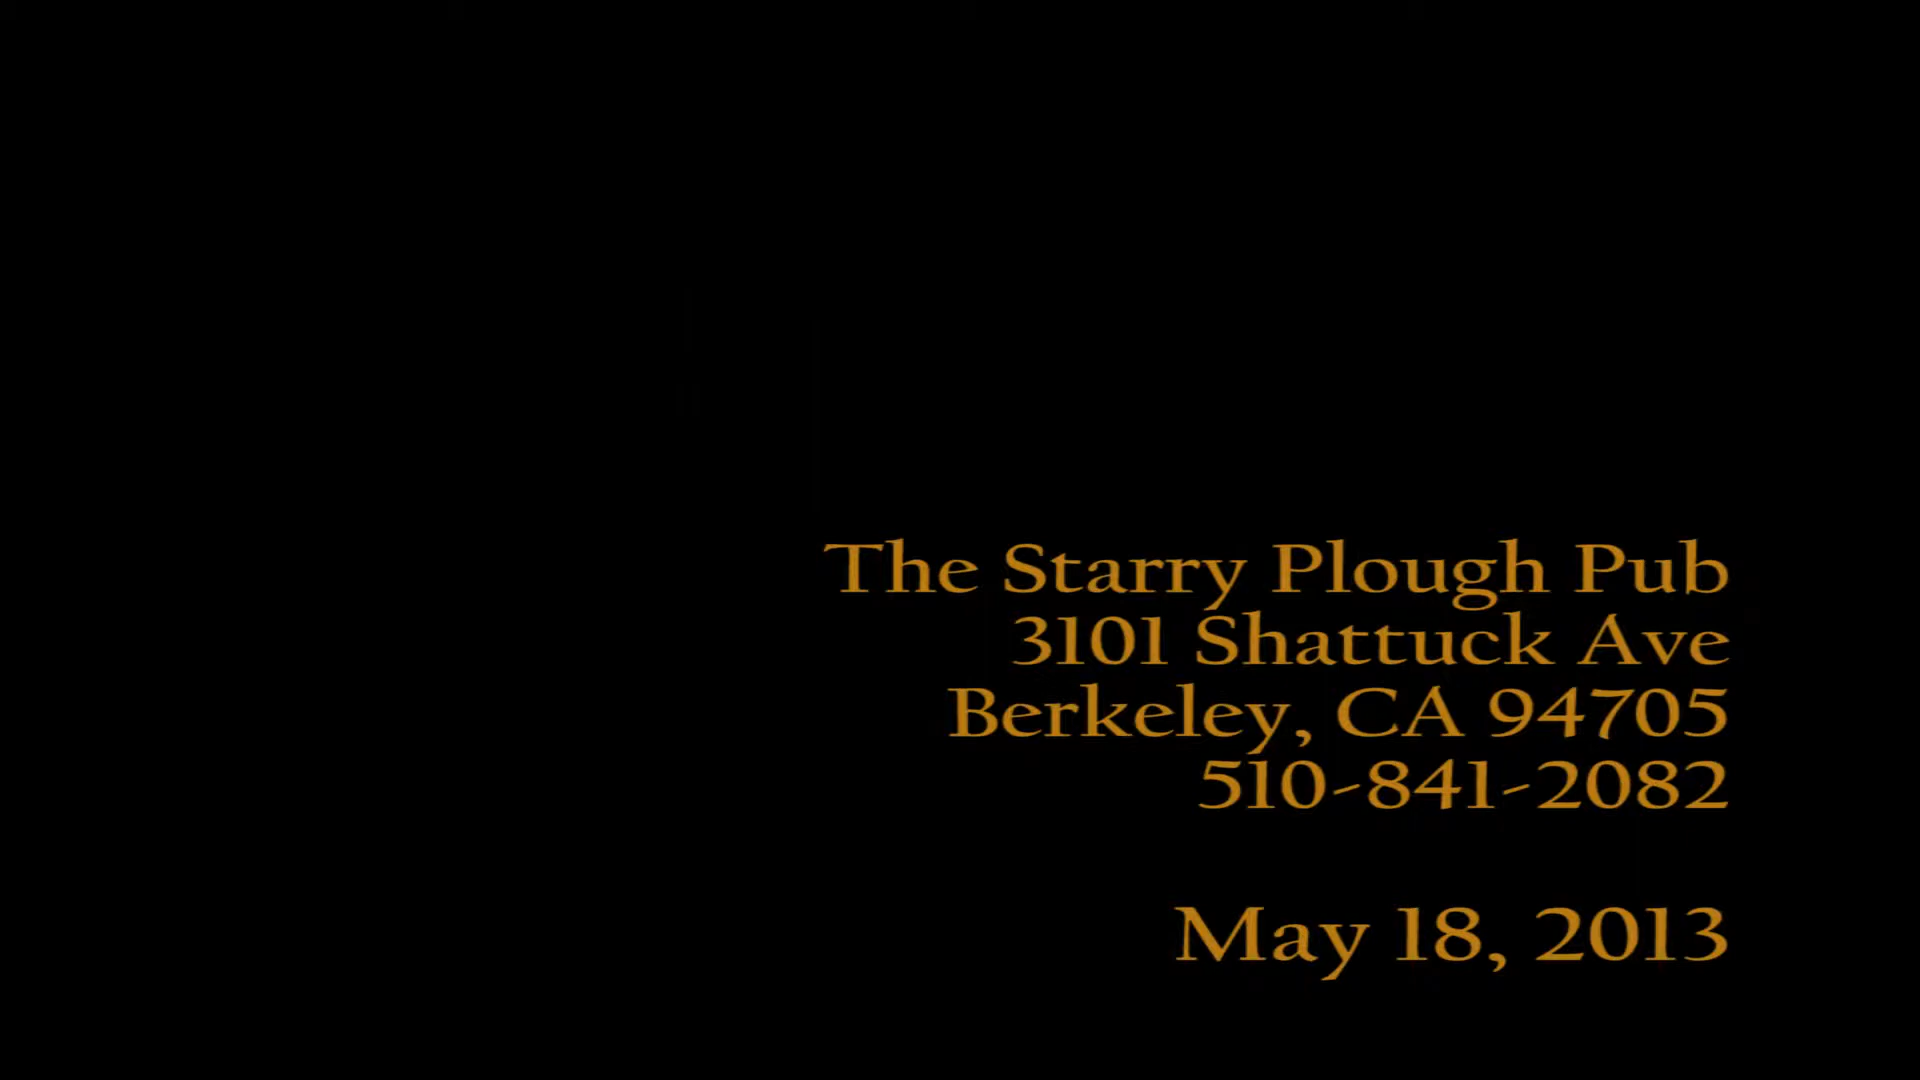 The Starry Plough Pub
3101 Shattuck Ave
Berkeley, CA 94705
510-841-2082
May 18, 2013